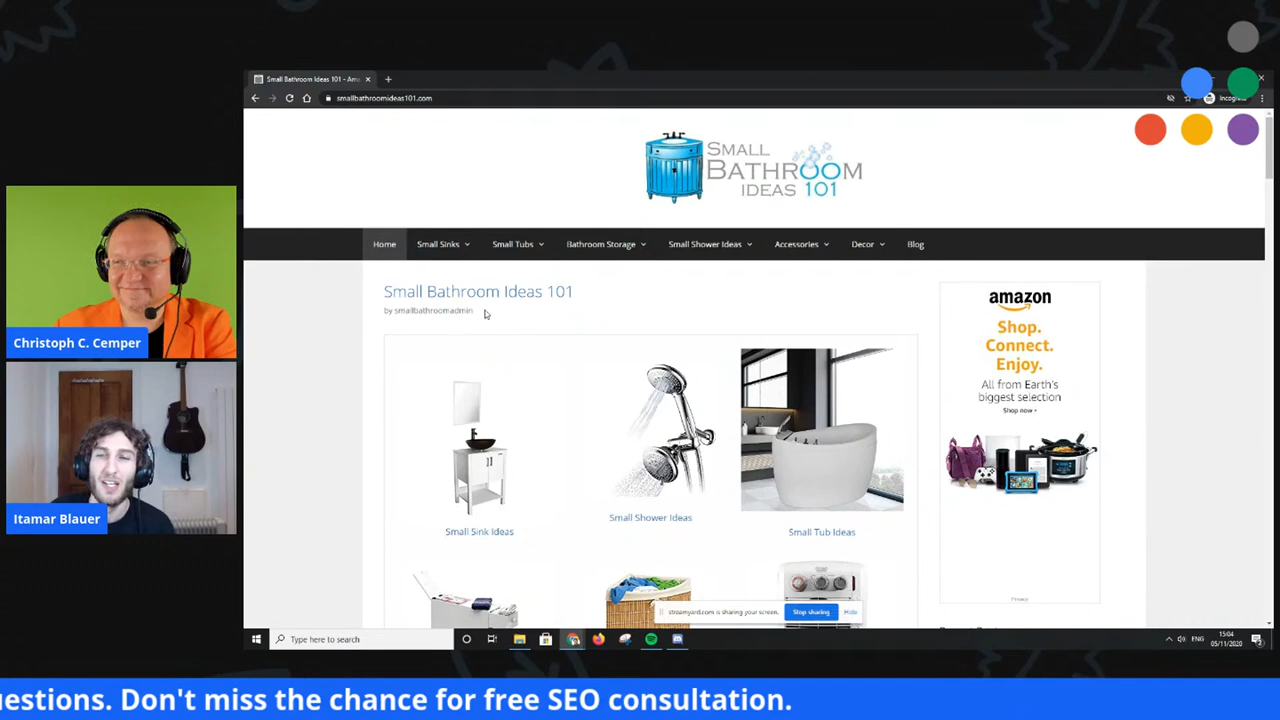 Small Bathroom Ideas 101 - Ama
smallbathroomideas101.com
Incognito
SMALL
BATHROOM
IDEAS 101
Home Small Sinks Small Tubs Bathroom Storage Small Shower Ideas Accessories Decor Blog
Small Bathroom Ideas 101
by smallbathroomadmin
amazon
Shop.
Connect.
Enjoy.
All from Earth's
biggest selection
Shop now
Small Sink Ideas
Small Shower Ideas
Small Tub Ideas
Privacy
streamyard.com is sharing your screen. Stop sharing Hide
Christoph C. Cemper
Itamar Blauer
Type here to search
ENG
15:04
05/11/2020
uestions. Don't miss the chance for free SEO consultation.